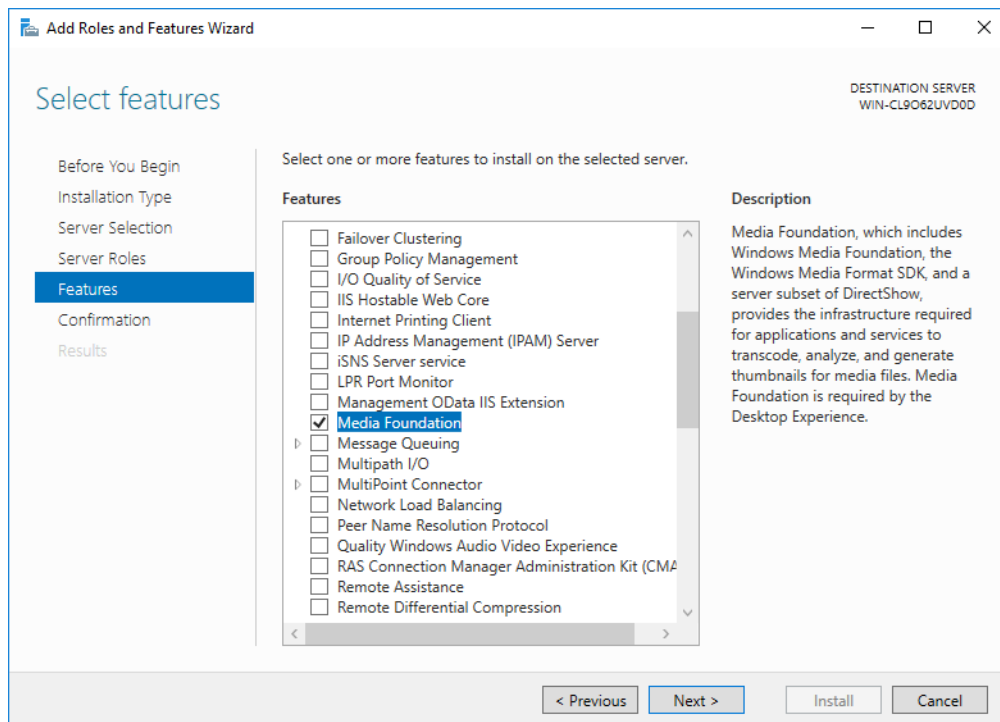 Add Roles and Features Wizard
Select features
DESTINATION SERVER
WIN-CL9O62UVD0D
Before You Begin
Installation Type
Server Selection
Server Roles
Features
Confirmation
Results
Select one or more features to install on the selected server.
Features
Failover Clustering
Group Policy Management
I/O Quality of Service
IIS Hostable Web Core
Internet Printing Client
IP Address Management (IPAM) Server
iSNS Server service
LPR Port Monitor
Management OData IIS Extension
Media Foundation
Message Queuing
Multipath I/O
MultiPoint Connector
Network Load Balancing
Peer Name Resolution Protocol
Quality Windows Audio Video Experience
RAS Connection Manager Administration Kit (CMA
Remote Assistance
Remote Differential Compression
Description
Media Foundation, which includes
Windows Media Foundation, the
Windows Media Format SDK, and a
server subset of DirectShow,
provides the infrastructure required
for applications and services to
transcode, analyze, and generate
thumbnails for media files. Media
Foundation is required by the
Desktop Experience.
< Previous
Next >
Install
Cancel